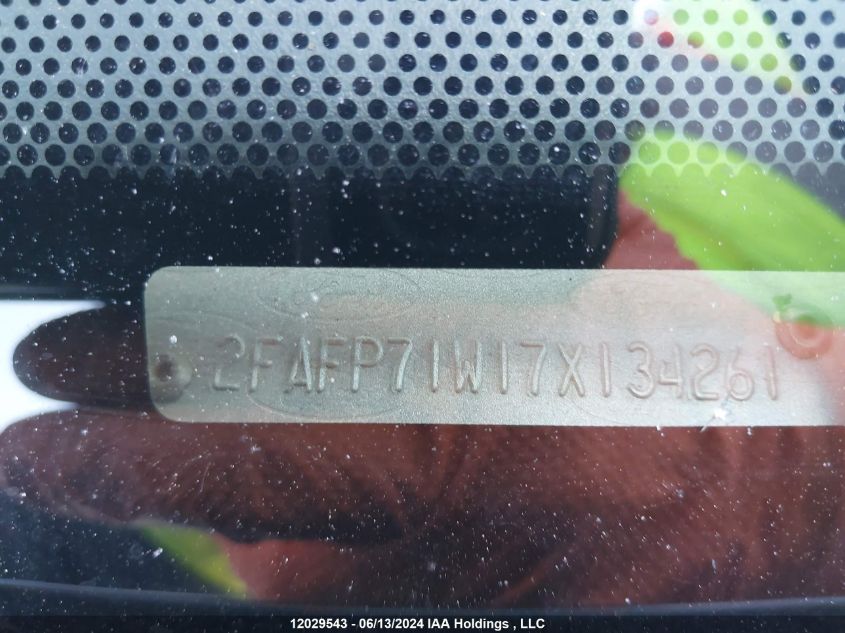 2FAFP71W17X134261
12029543 - 06/13/2024 IAA Holdings , LLC